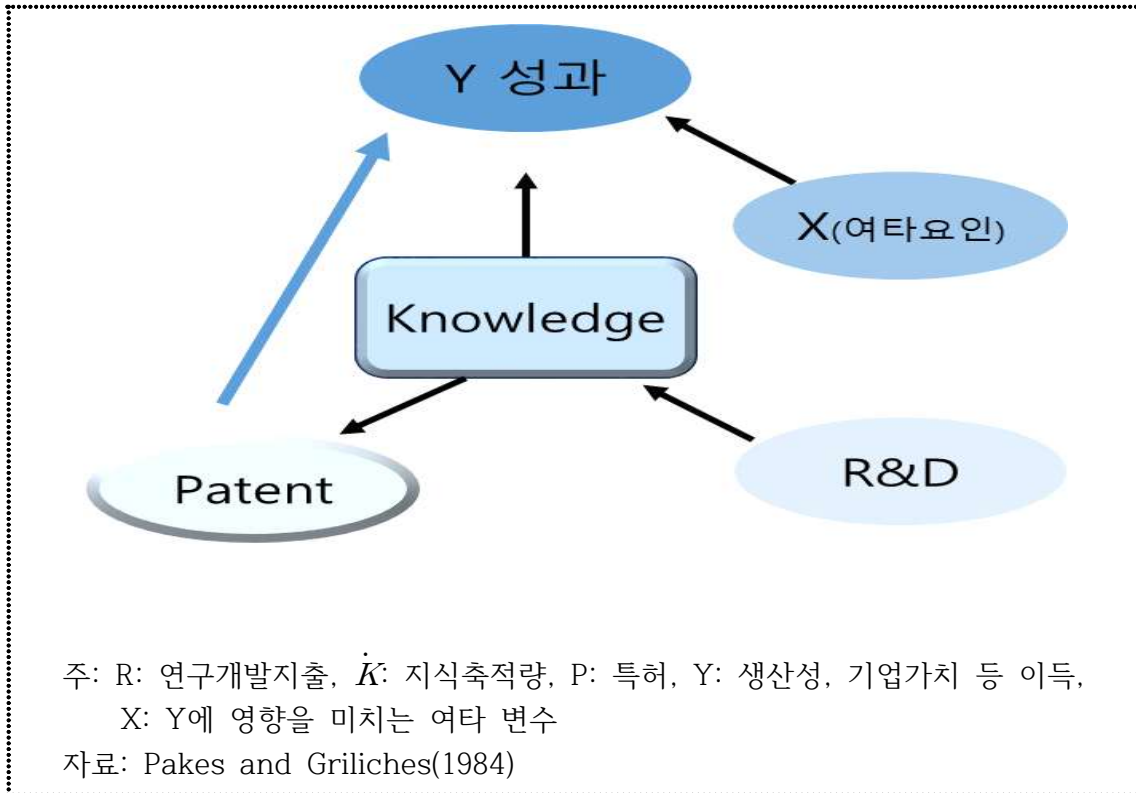 Y 성과
X(여타요인)
Knowledge
Patent
R&D
주: R: 연구개발지출, K̇: 지식축적량, P: 특허, Y: 생산성, 기업가치 등 이득,
X: Y에 영향을 미치는 여타 변수
자료: Pakes and Griliches(1984)